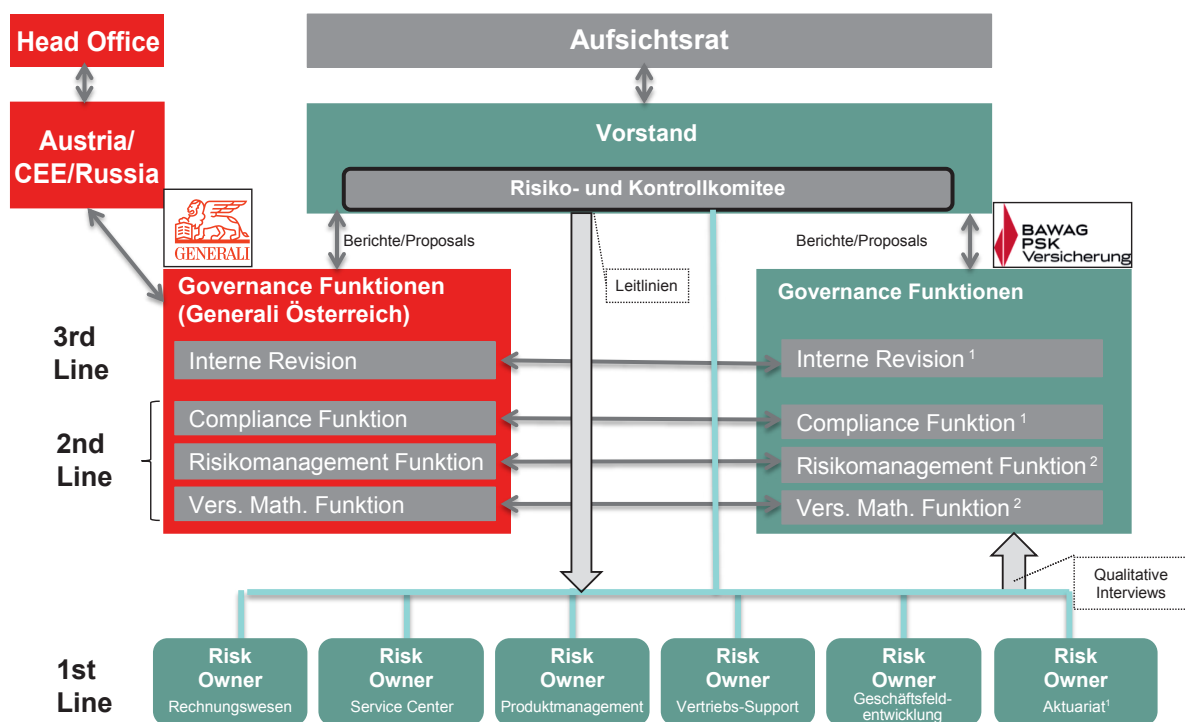 Head Office
Aufsichtsrat
Austria/
CEE/Russia
Vorstand
Risiko- und Kontrollkomitee
GENERALI
Berichte/Proposals
Berichte/Proposals
BAWAG
PSK
Versicherung
Leitlinien
Governance Funktionen
(Generali Österreich)
Governance Funktionen
3rd
Line
Interne Revision
Interne Revision 1
2nd
Line
Compliance Funktion
Compliance Funktion 1
Risikomanagement Funktion
Risikomanagement Funktion 2
Vers. Math. Funktion
Vers. Math. Funktion 2
Qualitative
Interviews
1st
Line
Risk
Owner
Rechnungswesen
Risk
Owner
Service Center
Risk
Owner
Produktmanagement
Risk
Owner
Vertriebs-Support
Risk
Owner
Geschäftsfeld-
entwicklung
Risk
Owner
Aktuariat1